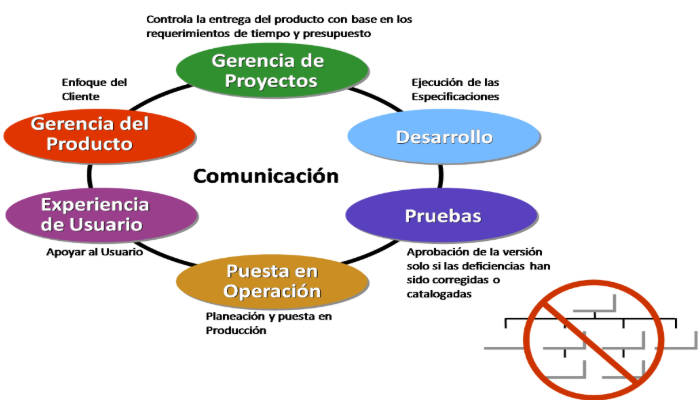 Controla la entrega del producto con base en los
requerimientos de tiempo y presupuesto
Gerencia de
Proyectos
Enfoque del
Cliente
Ejecución de las
Especificaciones
Gerencia del
Producto
Desarrollo
Comunicación
Experiencia
de Usuario
Pruebas
Apoyar al Usuario
Aprobación de la versión
solo si las deficiencias han
sido corregidas o
catalogadas
Puesta en
Operación
Planeación y puesta en
Producción